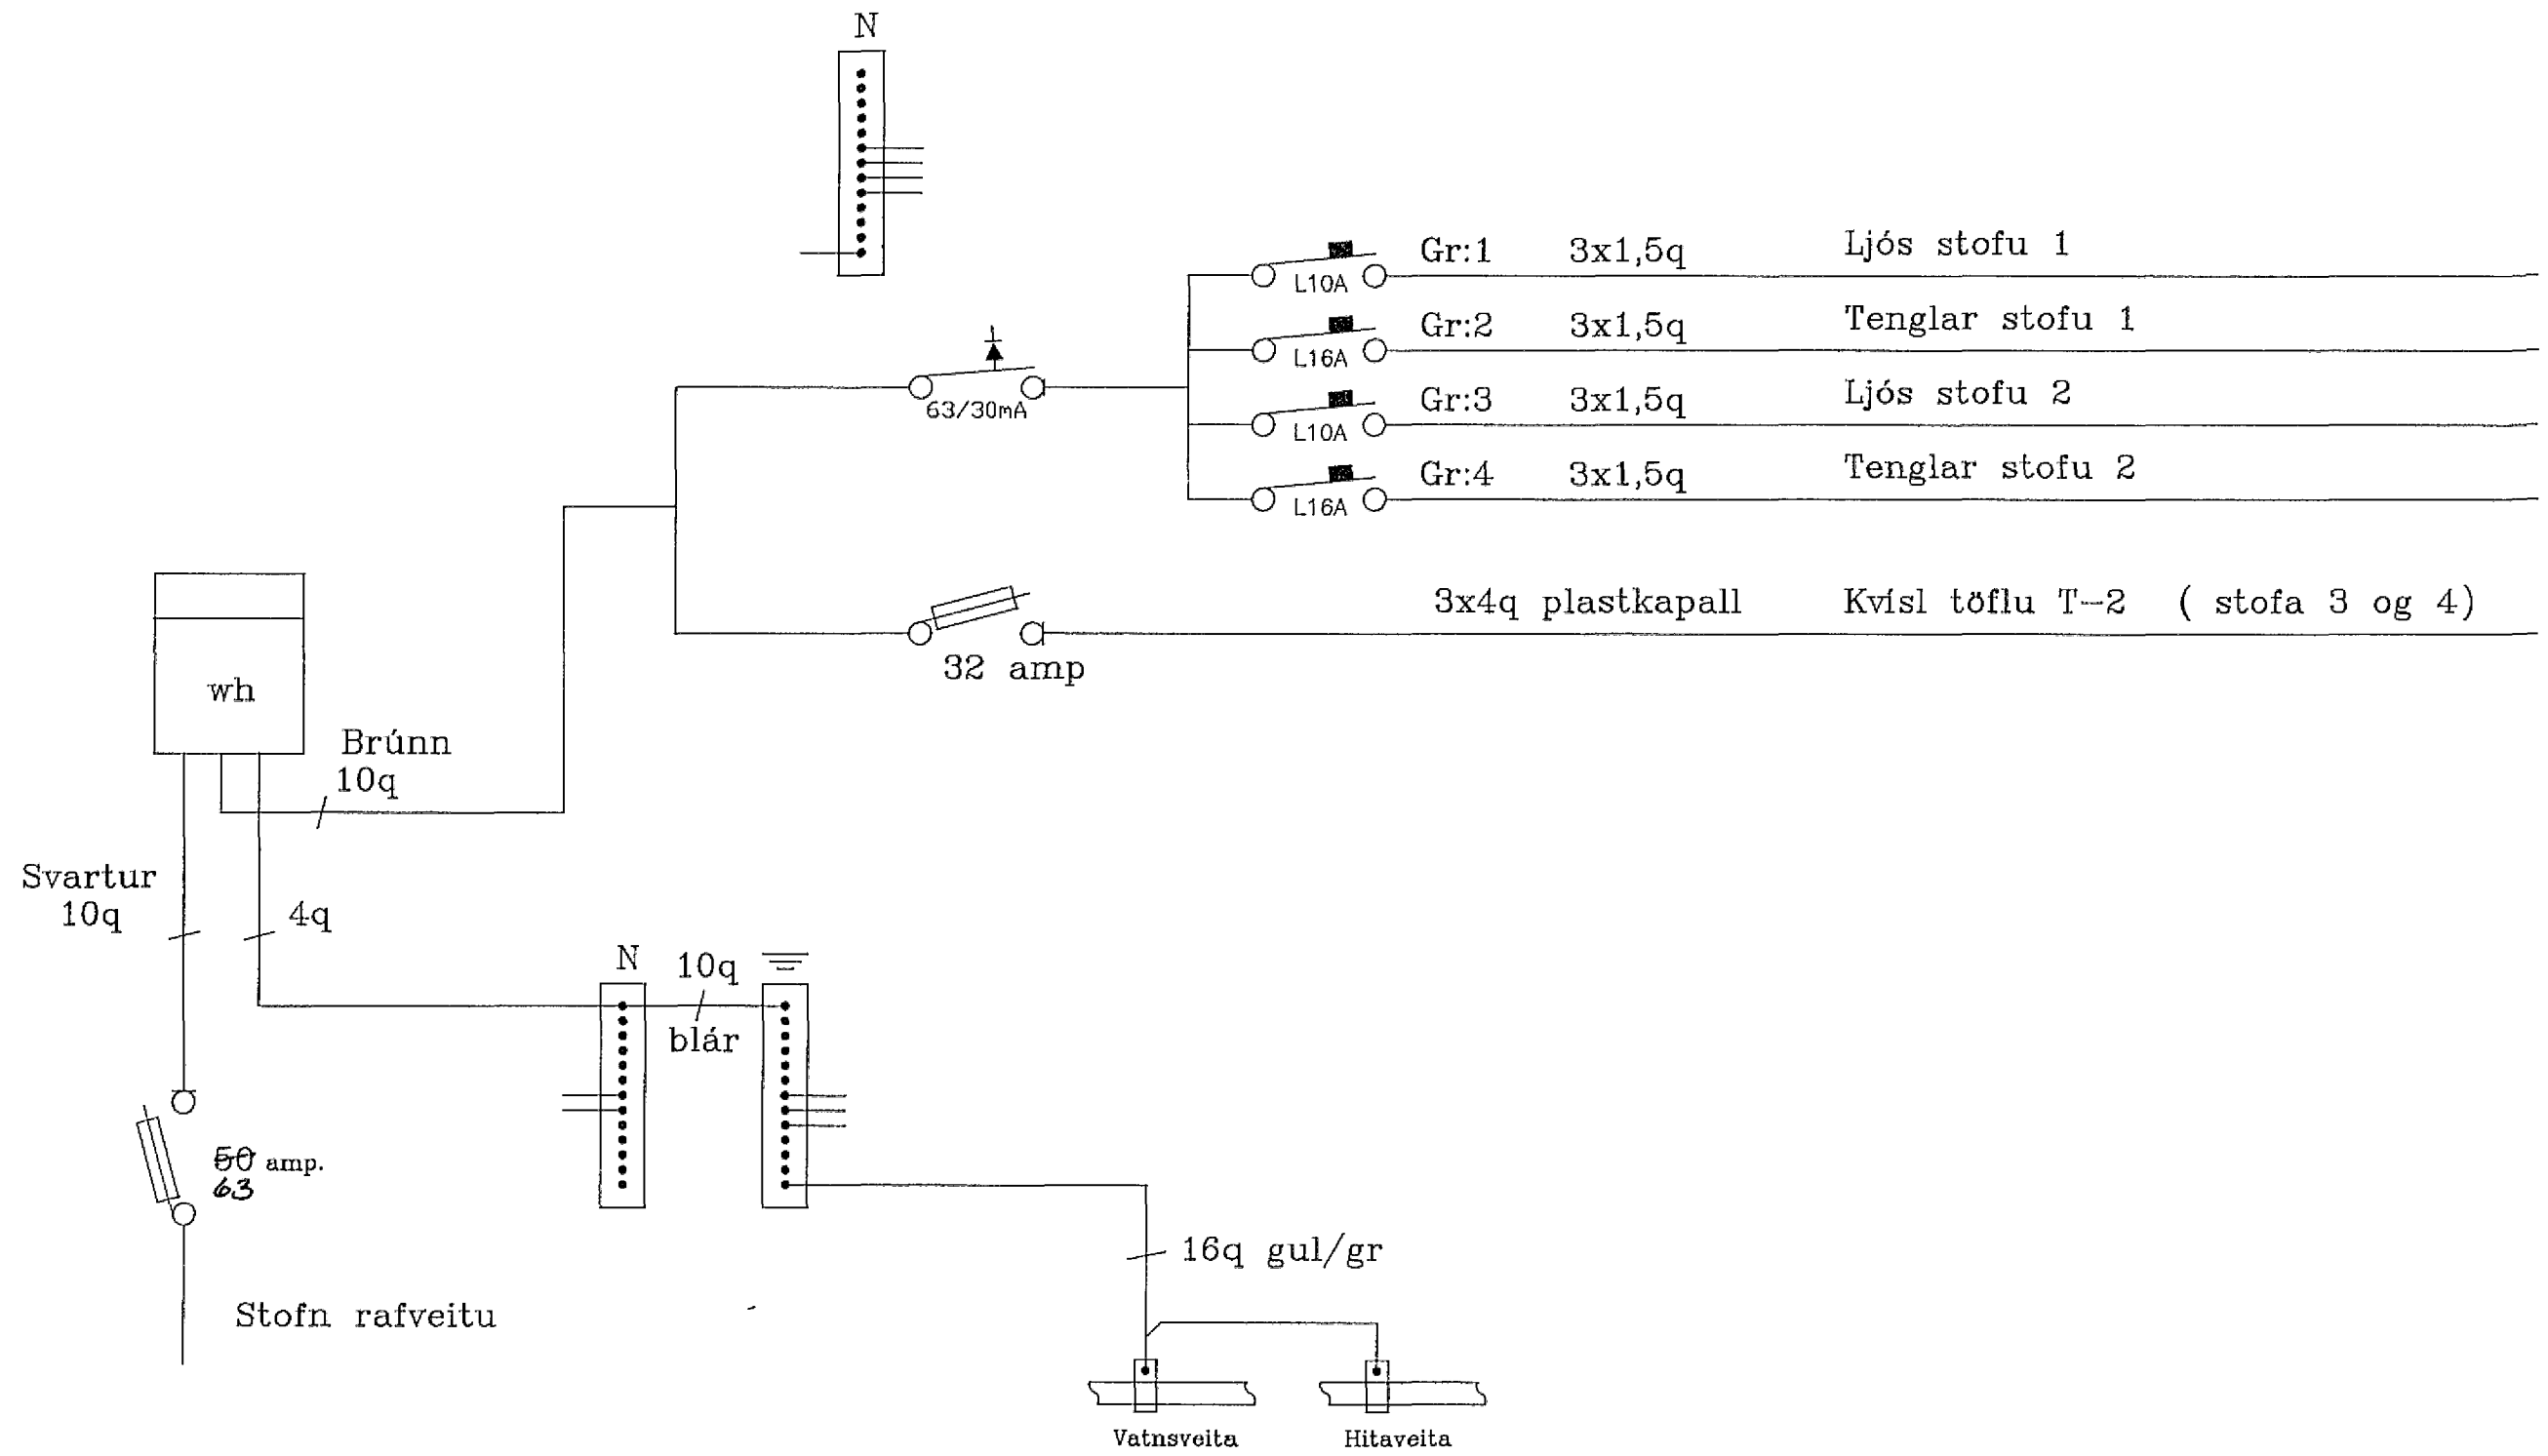 N
Gr:1 3x1,5q Ljós stofu 1
L10A
Gr:2 3x1,5q Tenglar stofu 1
L16A
63/30mA
Gr:3 3x1,5q Ljós stofu 2
L10A
Gr:4 3x1,5q Tenglar stofu 2
L16A
3x4q plastkapall Kvísl töflu T-2 ( stofa 3 og 4)
32 amp
wh
Brúnn
10q
Svartur
10q
4q
N
10q
blár
50 amp.
63
16q gul/gr
Stofn rafveitu
Vatnsveita
Hitaveita